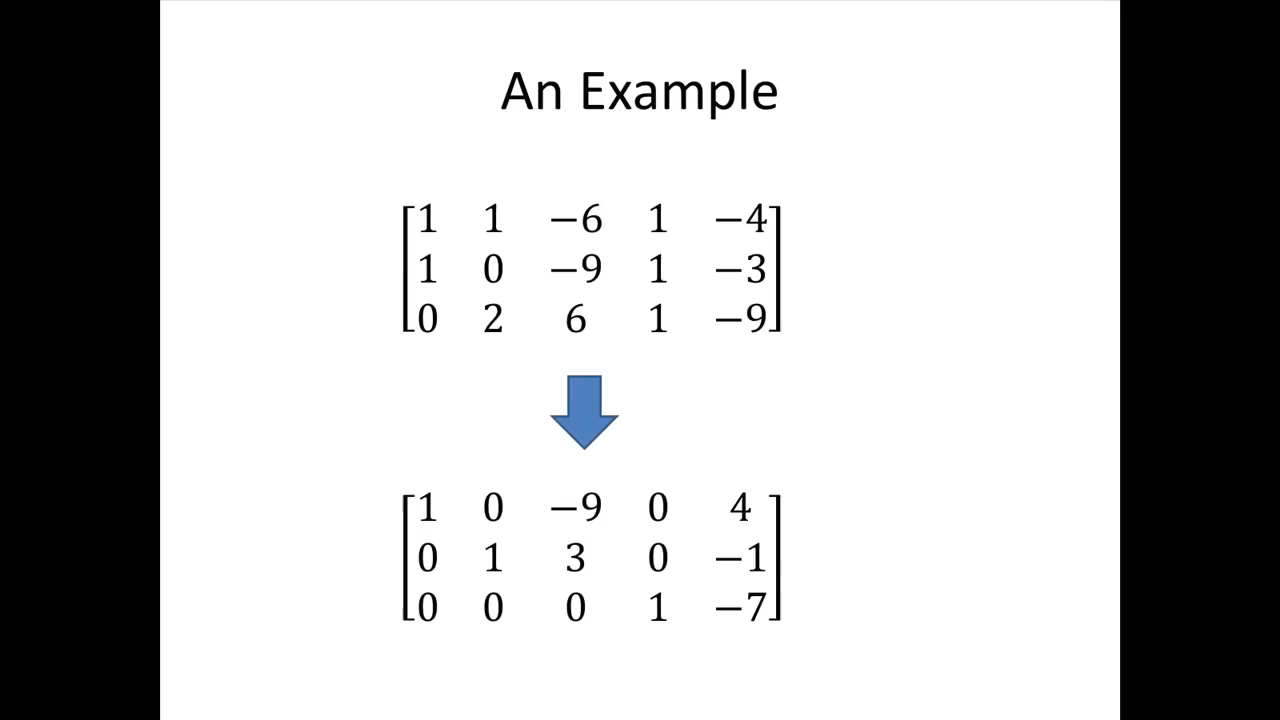 An Example
1 1 −6 1 −4
1 0 −9 1 −3
0 2 6 1 −9
1 0 −9 0 4
0 1 3 0 −1
0 0 0 1 −7